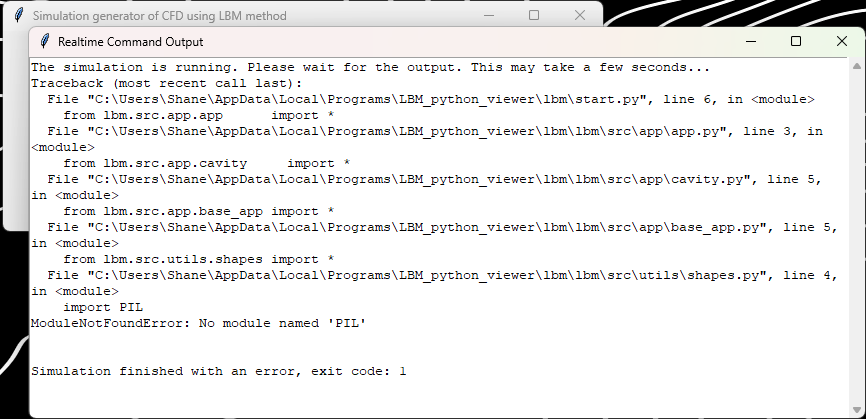 Simulation generator of CFD using LBM method
Realtime Command Output
The simulation is running. Please wait for the output. This may take a few seconds...
Traceback (most recent call last):
  File "C:\Users\Shane\AppData\Local\Programs\LBM_python_viewer\lbm\start.py", line 6, in <module>
    from lbm.src.app.app      import *
  File "C:\Users\Shane\AppData\Local\Programs\LBM_python_viewer\lbm\lbm\src\app\app.py", line 3, in
<module>
    from lbm.src.app.cavity     import *
  File "C:\Users\Shane\AppData\Local\Programs\LBM_python_viewer\lbm\lbm\src\app\cavity.py", line 5,
in <module>
    from lbm.src.app.base_app import *
  File "C:\Users\Shane\AppData\Local\Programs\LBM_python_viewer\lbm\lbm\src\app\base_app.py", line 5,
in <module>
    from lbm.src.utils.shapes import *
  File "C:\Users\Shane\AppData\Local\Programs\LBM_python_viewer\lbm\lbm\src\utils\shapes.py", line 4,
in <module>
    import PIL
ModuleNotFoundError: No module named 'PIL'
Simulation finished with an error, exit code: 1